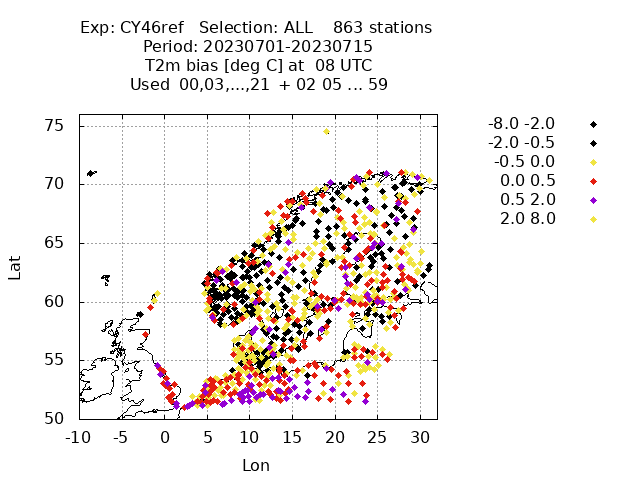 Exp: CY46ref   Selection: ALL    863 stations
Period: 20230701-20230715
T2m bias [deg C] at  08 UTC
Used  00,03,...,21  + 02 05 ... 59
75
70
65
60
55
50
Lat
-10 -5 0 5 10 15 20 25 30
Lon
-8.0 -2.0
-2.0 -0.5
-0.5 0.0
0.0 0.5
0.5 2.0
2.0 8.0